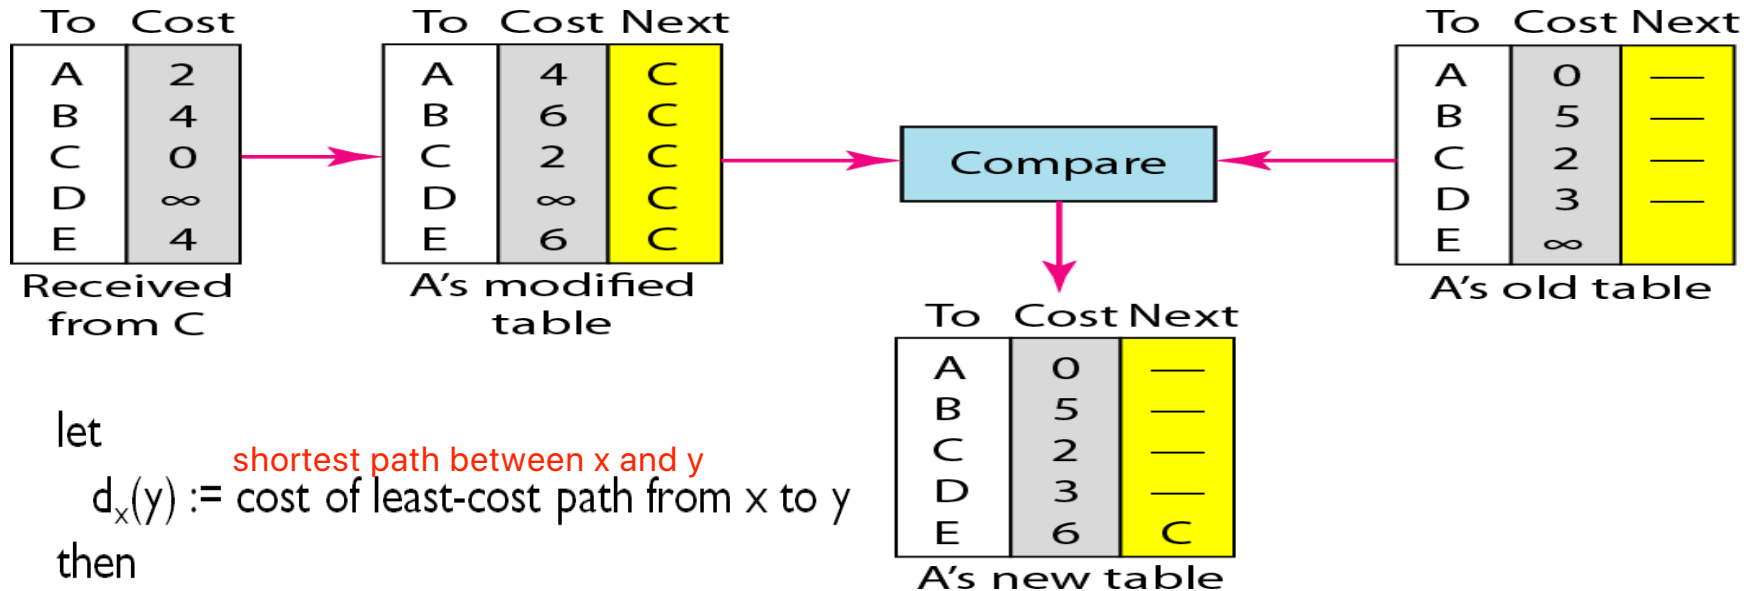 To Cost
A 2
B 4
C 0
D ∞
E 4
Received
from C
To Cost Next
A 4 C
B 6 C
C 2 C
D ∞ C
E 6 C
A's modified
table
Compare
To Cost Next
A 0 —
B 5 —
C 2 —
D 3 —
E ∞
A's old table
To Cost Next
A 0 —
B 5 —
C 2 —
D 3 —
E 6 C
A's new table
let
shortest path between x and y
dₓ(y) := cost of least-cost path from x to y
then